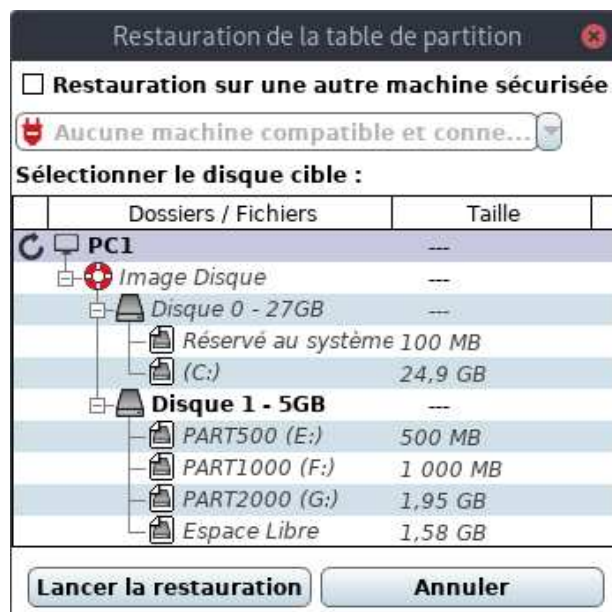 Restauration de la table de partition
Restauration sur une autre machine sécurisée
Aucune machine compatible et conne...
Sélectionner le disque cible :
Dossiers / Fichiers Taille
PC1 ---
Image Disque ---
Disque 0 - 27GB ---
Réservé au système 100 MB
(C:) 24,9 GB
Disque 1 - 5GB ---
PART500 (E:) 500 MB
PART1000 (F:) 1 000 MB
PART2000 (G:) 1,95 GB
Espace Libre 1,58 GB
Lancer la restauration Annuler